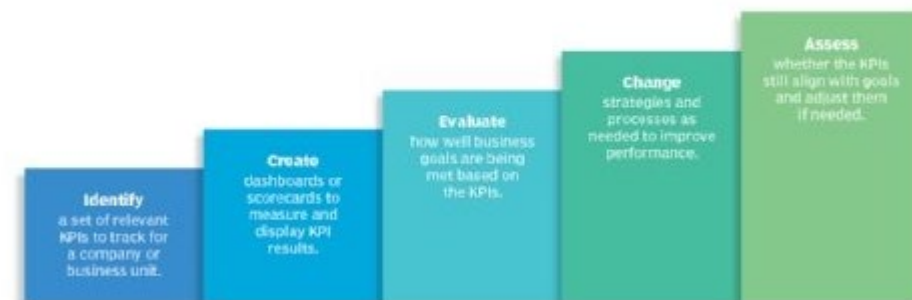 Identify
a set of relevant
KPIs to track for
a company or
business unit.
Create
dashboards or
scorecards to
measure and
display KPI
results.
Evaluate
how well business
goals are being
met based on
the KPIs.
Change
strategies and
processes as
needed to improve
performance.
Assess
whether the KPIs
still align with goals
and adjust them
if needed.